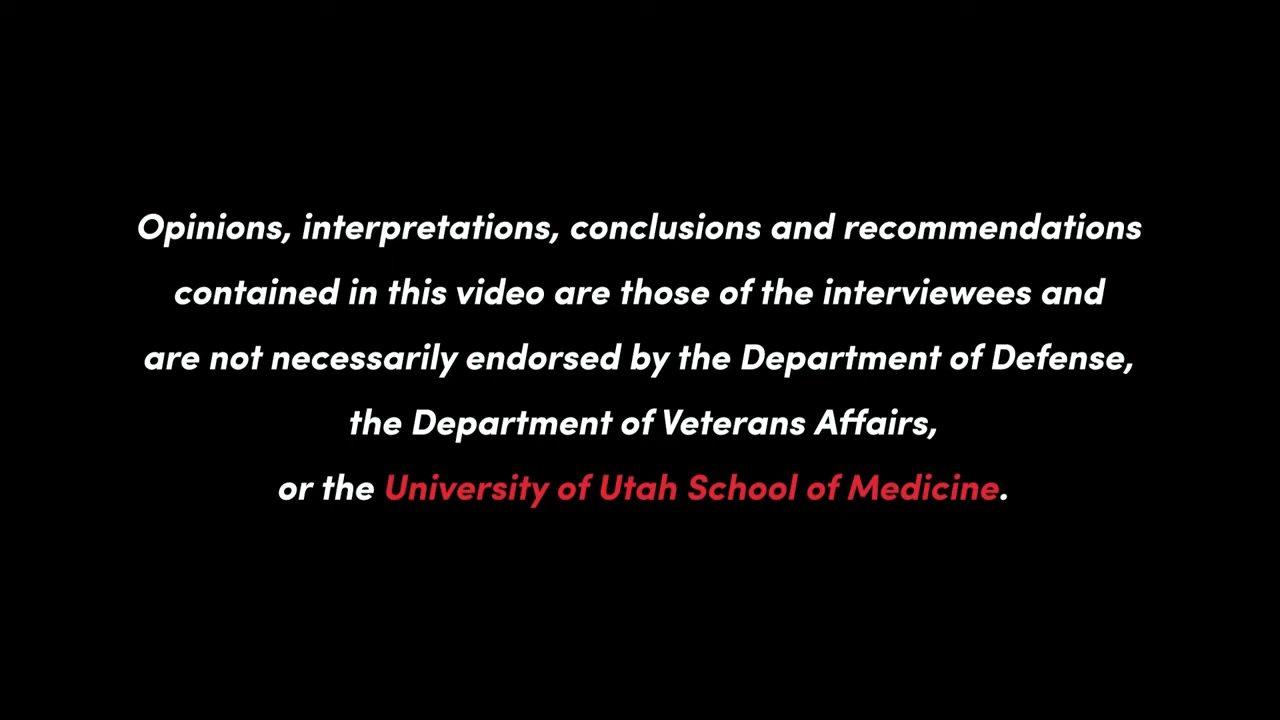 Opinions, interpretations, conclusions and recommendations
contained in this video are those of the interviewees and
are not necessarily endorsed by the Department of Defense,
the Department of Veterans Affairs,
or the University of Utah School of Medicine.